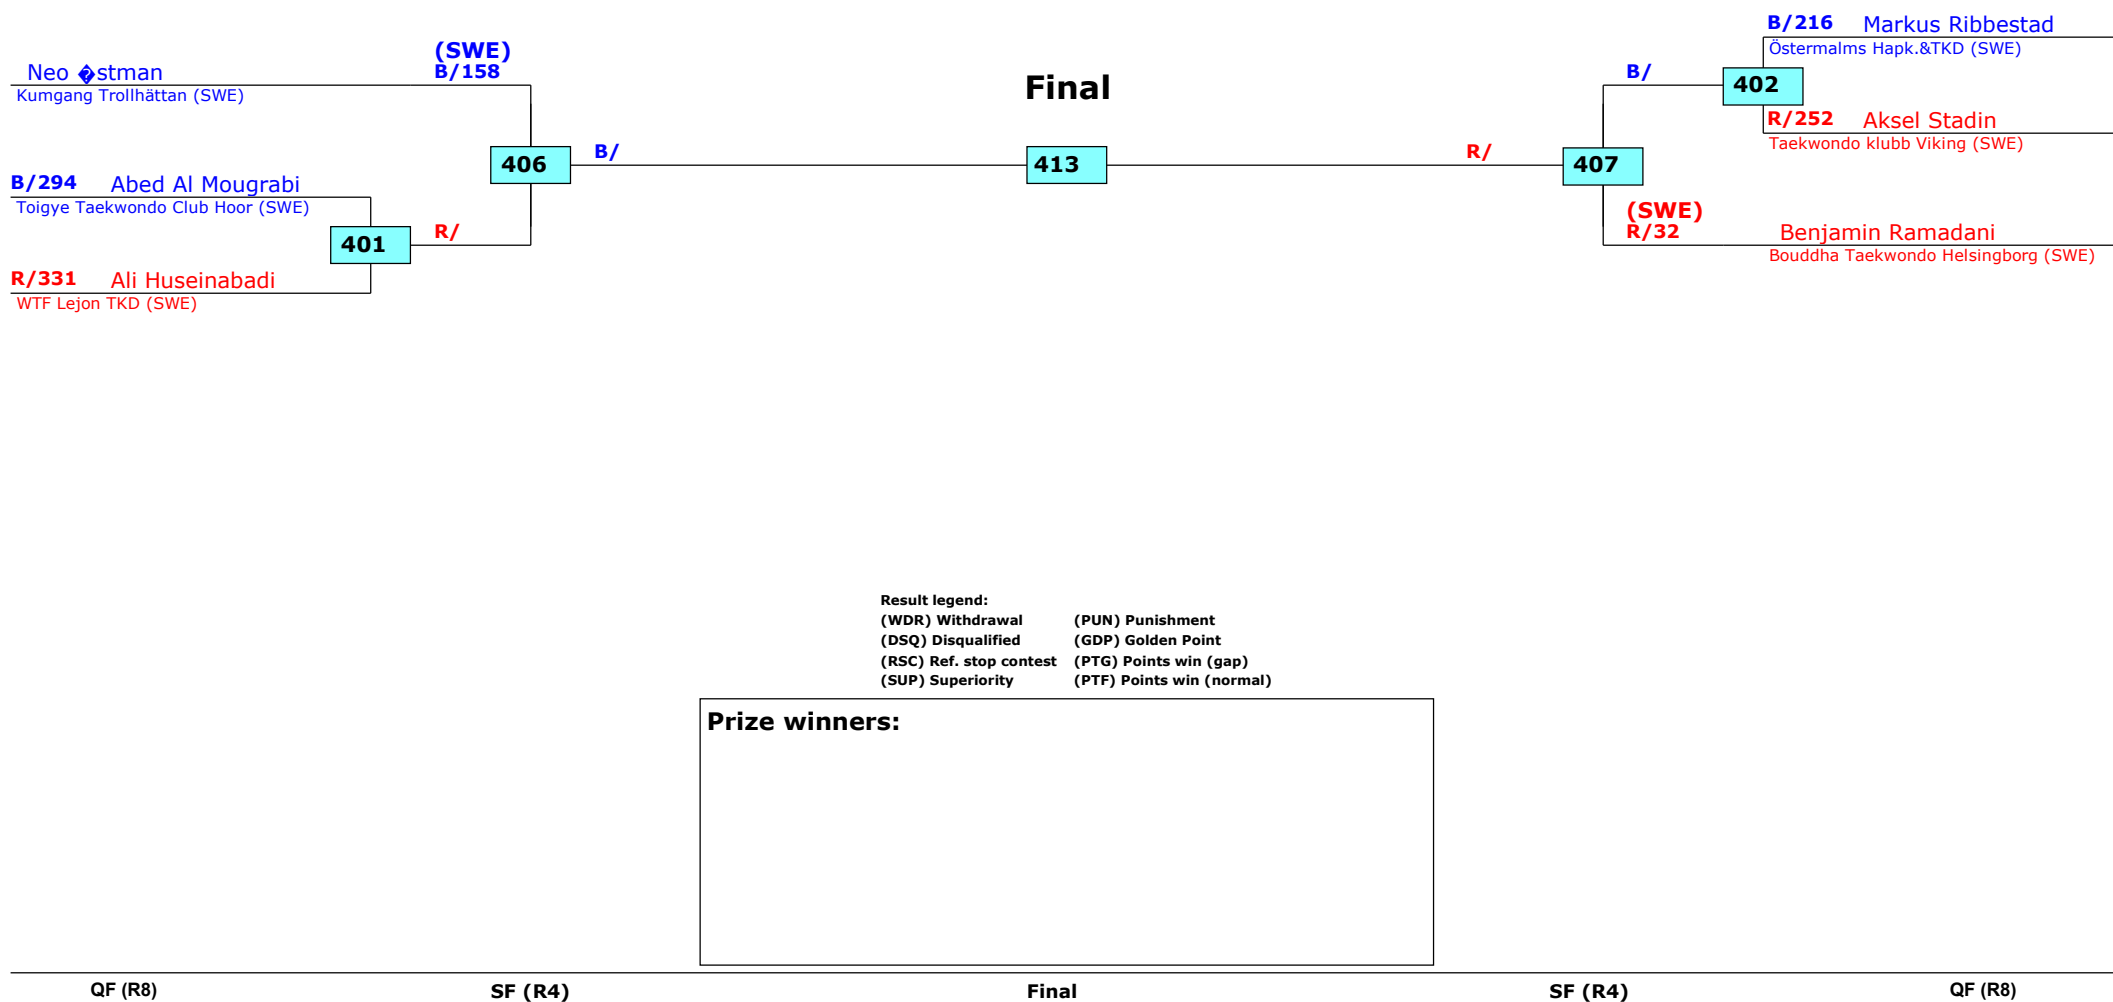 (SWE)
B/158
Neo �stman
Kumgang Trollhättan (SWE)
406
B/
B/294 Abed Al Mougrabi
Toigye Taekwondo Club Hoor (SWE)
401
R/
R/331 Ali Huseinabadi
WTF Lejon TKD (SWE)
Final
413
B/216 Markus Ribbestad
Östermalms Hapk.&TKD (SWE)
B/
402
R/252 Aksel Stadin
Taekwondo klubb Viking (SWE)
R/
407
(SWE)
R/32 Benjamin Ramadani
Bouddha Taekwondo Helsingborg (SWE)
Result legend:
(WDR) Withdrawal (PUN) Punishment
(DSQ) Disqualified (GDP) Golden Point
(RSC) Ref. stop contest (PTG) Points win (gap)
(SUP) Superiority (PTF) Points win (normal)
Prize winners:
QF (R8) SF (R4) Final SF (R4) QF (R8)